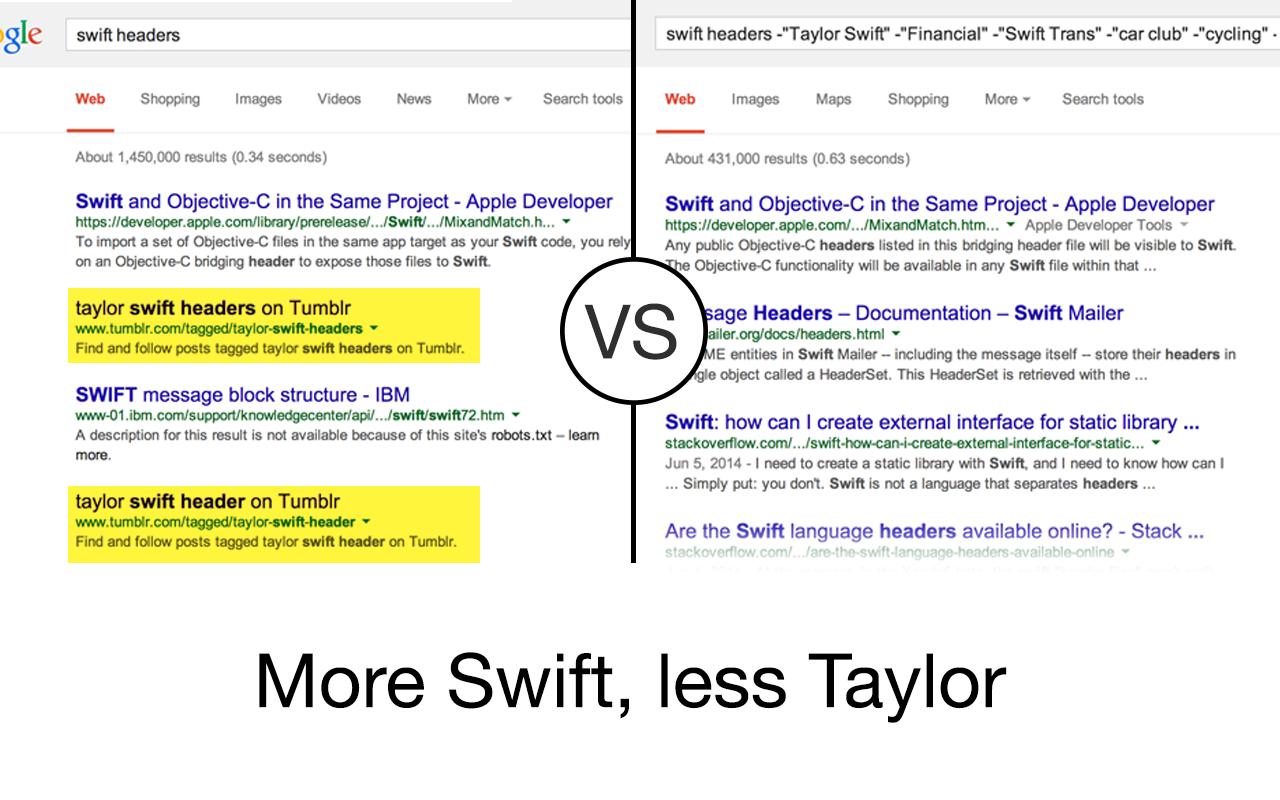 ogle
swift headers
Web Shopping Images Videos News More Search tools
About 1,450,000 results (0.34 seconds)
Swift and Objective-C in the Same Project - Apple Developer
https://developer.apple.com/library/prerelease/.../Swift/.../MixandMatch.h...
To import a set of Objective-C files in the same app target as your Swift code, you rely
on an Objective-C bridging header to expose those files to Swift.
taylor swift headers on Tumblr
www.tumblr.com/tagged/taylor-swift-headers
Find and follow posts tagged taylor swift headers on Tumblr.
SWIFT message block structure - IBM
www-01.ibm.com/support/knowledgecenter/api/.../swift/swift72.htm
A description for this result is not available because of this site's robots.txt – learn
more.
taylor swift header on Tumblr
www.tumblr.com/tagged/taylor-swift-header
Find and follow posts tagged taylor swift header on Tumblr.
VS
swift headers -"Taylor Swift" -"Financial" -"Swift Trans" -"car club" -"cycling" -
Web Images Maps Shopping More Search tools
About 431,000 results (0.63 seconds)
Swift and Objective-C in the Same Project - Apple Developer
https://developer.apple.com/.../MixandMatch.htm... Apple Developer Tools
Any public Objective-C headers listed in this bridging header file will be visible to Swift.
The Objective-C functionality will be available in any Swift file within that ...
sage Headers – Documentation – Swift Mailer
ailer.org/docs/headers.html
ME entities in Swift Mailer -- including the message itself -- store their headers in
ngle object called a HeaderSet. This HeaderSet is retrieved with the ...
Swift: how can I create external interface for static library ...
stackoverflow.com/.../swift-how-can-i-create-external-interface-for-static...
Jun 5, 2014 - I need to create a static library with Swift, and I need to know how can I
... Simply put: you don't. Swift is not a language that separates headers ...
Are the Swift language headers available online? - Stack ...
stackoverflow.com/.../are-the-swift-language-headers-available-online
More Swift, less Taylor